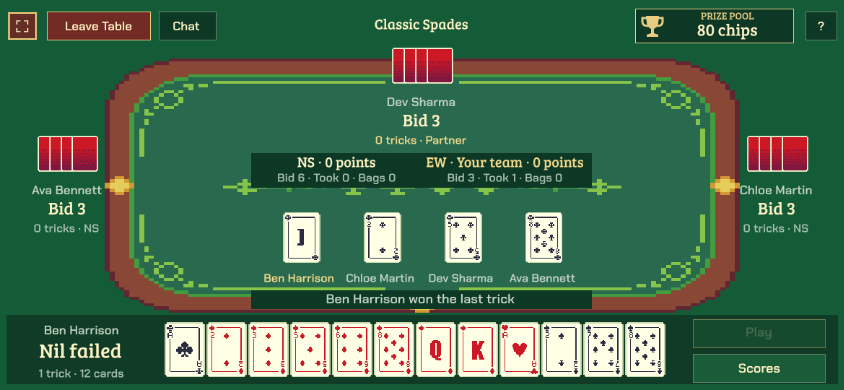 Leave Table
Chat
Classic Spades
PRIZE POOL
80 chips
?
Dev Sharma
Bid 3
0 tricks · Partner
Ava Bennett
Bid 3
0 tricks · NS
Chloe Martin
Bid 3
0 tricks · NS
NS · 0 points
Bid 6 · Took 0 · Bags 0
EW · Your team · 0 points
Bid 3 · Took 1 · Bags 0
J
Ben Harrison
Chloe Martin
Dev Sharma
Ava Bennett
Ben Harrison won the last trick
Ben Harrison
Nil failed
1 trick · 12 cards
Q
K
Play
Scores